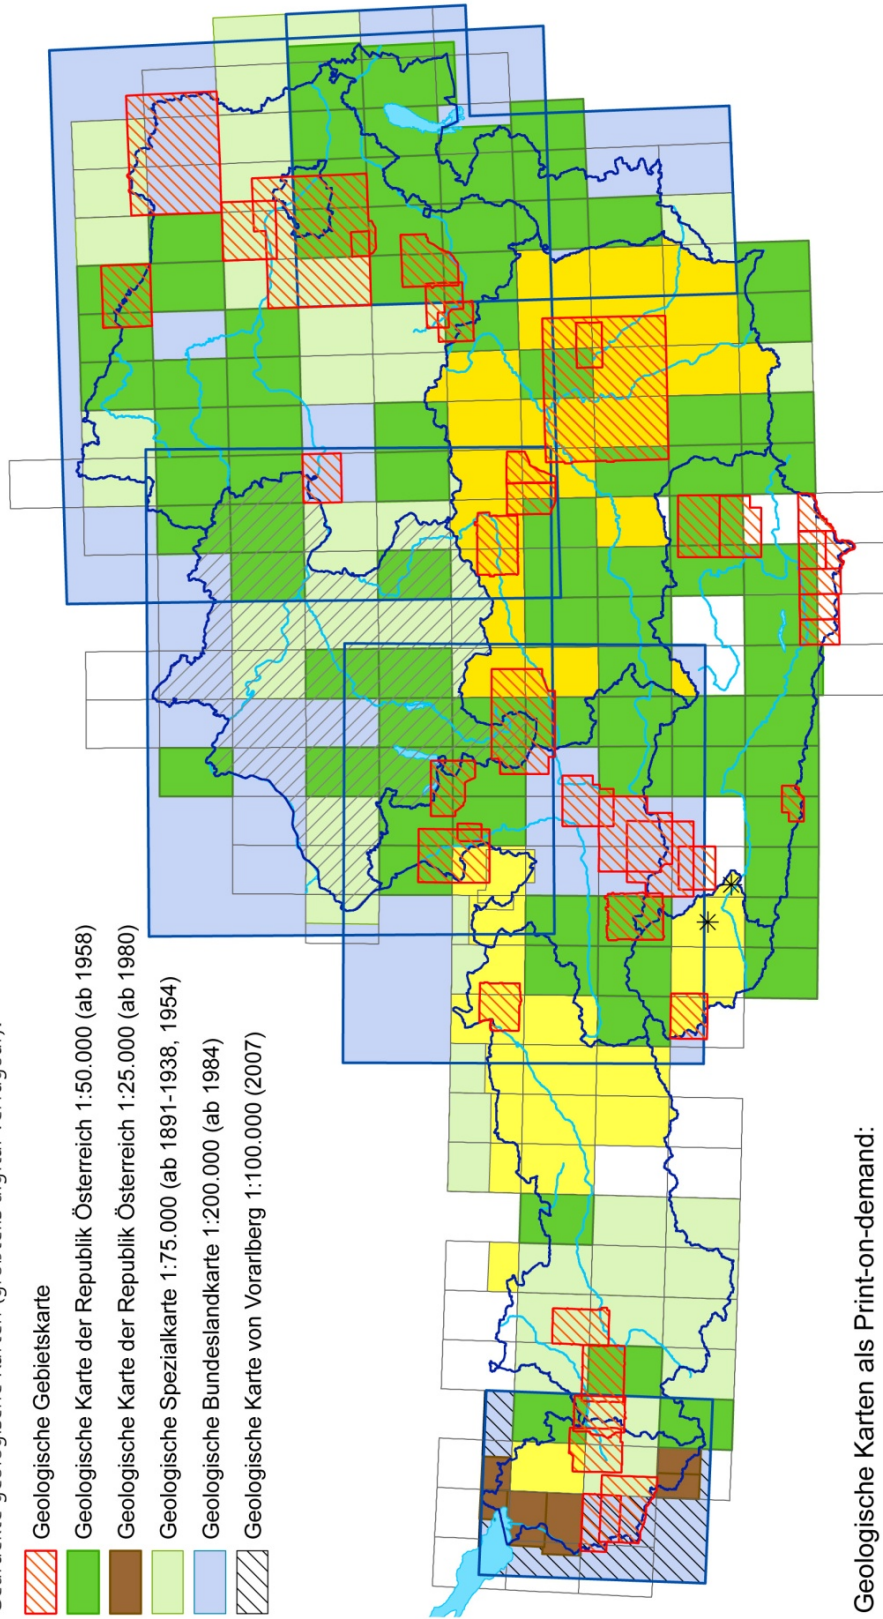 Geologische Gebietskarte
Geologische Karte der Republik Österreich 1:50.000 (ab 1958)
Geologische Karte der Republik Österreich 1:25.000 (ab 1980)
Geologische Spezialkarte 1:75.000 (ab 1891-1938, 1954)
Geologische Bundeslandkarte 1:200.000 (ab 1984)
Geologische Karte von Vorarlberg 1:100.000 (2007)
Geologische Karten als Print-on-demand: